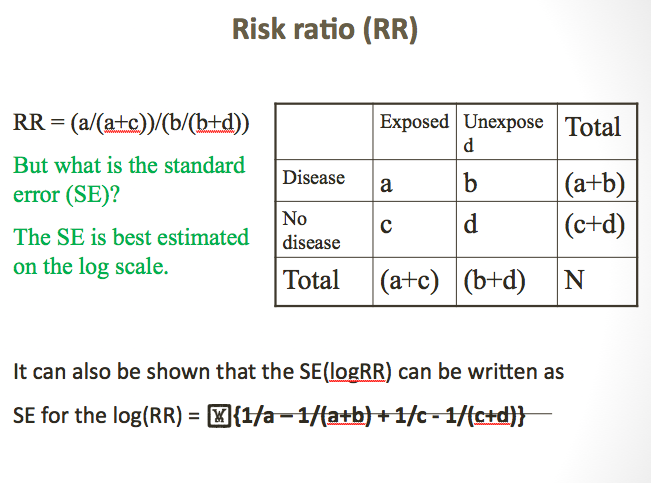 Risk ratio (RR)
RR = (a/(a+c))/(b/(b+d))
But what is the standard
error (SE)?
The SE is best estimated
on the log scale.
Exposed Unexpose Total
d
Disease a b (a+b)
No c d (c+d)
disease
Total (a+c) (b+d) N
It can also be shown that the SE(logRR) can be written as
SE for the log(RR) = {1/a – 1/(a+b) + 1/c - 1/(c+d)}